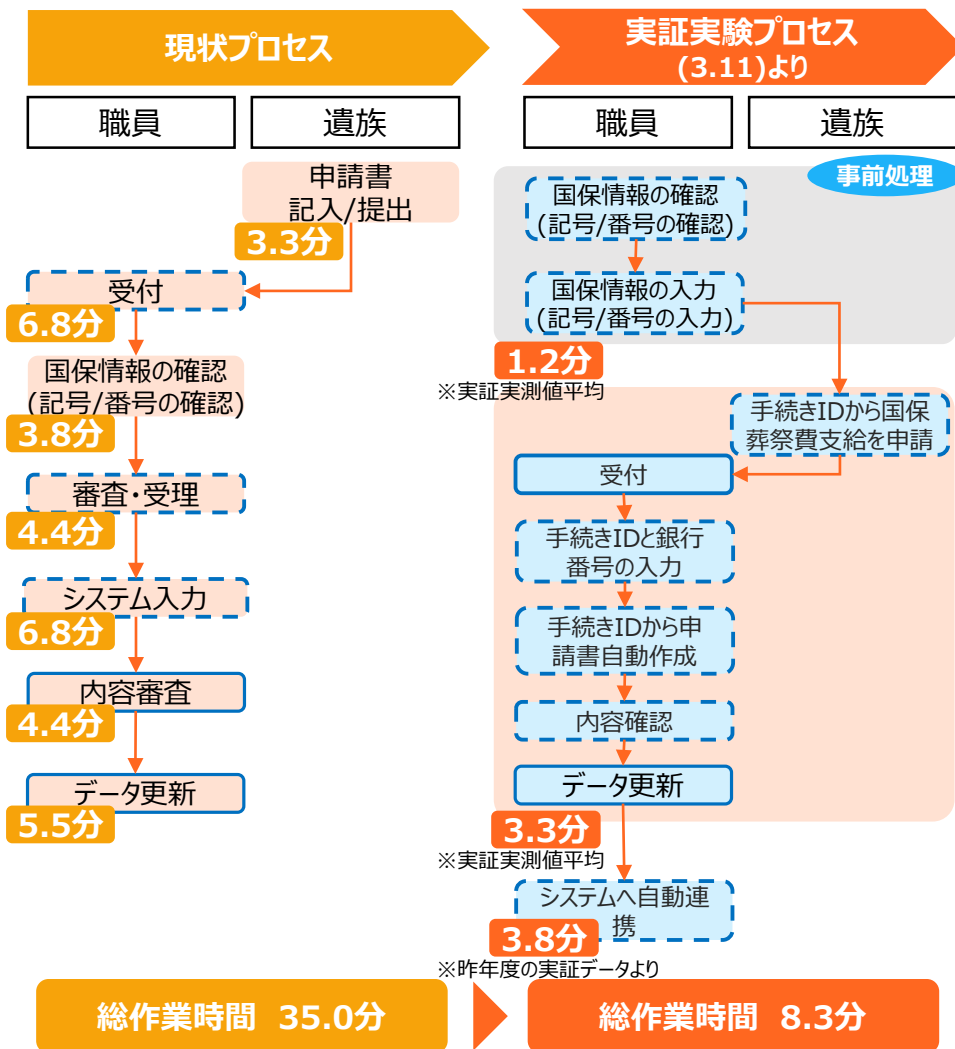 現状プロセス
職員
遺族
申請書
記入/提出
3.3分
受付
6.8分
国保情報の確認
(記号/番号の確認)
3.8分
審査・受理
4.4分
システム入力
6.8分
内容審査
4.4分
データ更新
5.5分
総作業時間 35.0分
実証実験プロセス
(3.11)より
職員
遺族
事前処理
国保情報の確認
(記号/番号の確認)
国保情報の入力
(記号/番号の入力)
1.2分
※実証実測値平均
手続きIDから国保
葬祭費支給を申請
受付
手続きIDと銀行
番号の入力
手続きIDから申
請書自動作成
内容確認
データ更新
3.3分
※実証実測値平均
システムへ自動連
携
3.8分
※昨年度の実証データより
総作業時間 8.3分